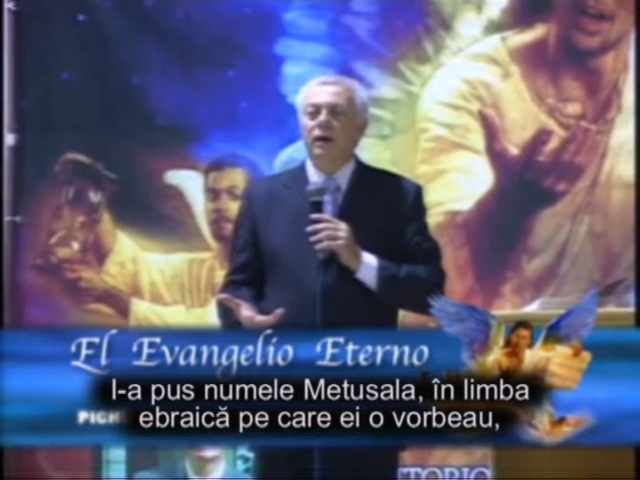 El Evangelio Eterno
I-a pus numele Metusala, în limba
ebraică pe care ei o vorbeau,